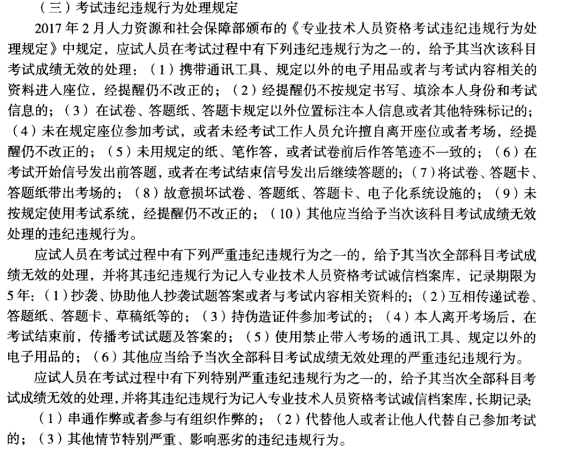 （三）考试违纪违规行为处理规定
2017 年 2 月人力资源和社会保障部颁布的《专业技术人员资格考试违纪违规行为处
理规定》中规定，应试人员在考试过程中有下列违纪违规行为之一的，给予其当次该科目
考试成绩无效的处理：（1）携带通讯工具、规定以外的电子用品或者与考试内容相关的
资料进入座位，经提醒仍不改正的；（2）经提醒仍不按规定书写、填涂本人身份和考试
信息的；（3）在试卷、答题纸、答题卡规定以外位置标注本人信息或者其他特殊标记的；
（4）未在规定座位参加考试，或者未经考试工作人员允许擅自离开座位或者考场，经提
醒仍不改正的；（5）未用规定的纸、笔作答，或者试卷前后作答笔迹不一致的；（6）在
考试开始信号发出前答题，或者在考试结束信号发出后继续答题的；（7）将试卷、答题卡、
答题纸带出考场的；（8）故意损坏试卷、答题纸、答题卡、电子化系统设施的；（9）未
按规定使用考试系统，经提醒仍不改正的；（10）其他应当给予当次该科目考试成绩无效
处理的违纪违规行为。
应试人员在考试过程中有下列严重违纪违规行为之一的，给予其当次全部科目考试成
绩无效的处理，并将其违纪违规行为记入专业技术人员资格考试诚信档案库，记录期限为
5 年：（1）抄袭、协助他人抄袭试题答案或者与考试内容相关资料的；（2）互相传递试卷、
答题纸、答题卡、草稿纸等的；（3）持伪造证件参加考试的；（4）本人离开考场后，在
考试结束前，传播考试试题及答案的；（5）使用禁止带入考场的通讯工具、规定以外的
电子用品的；（6）其他应当给予当次全部科目考试成绩无效处理的严重违纪违规行为。
应试人员在考试过程中有下列特别严重违纪违规行为之一的，给予其当次全部科目考
试成绩无效的处理，并将其违纪违规行为记入专业技术人员资格考试诚信档案库，长期记录：
（1）串通作弊或者参与有组织作弊的；（2）代替他人或者让他人代替自己参加考试
的；（3）其他情节特别严重、影响恶劣的违纪违规行为。